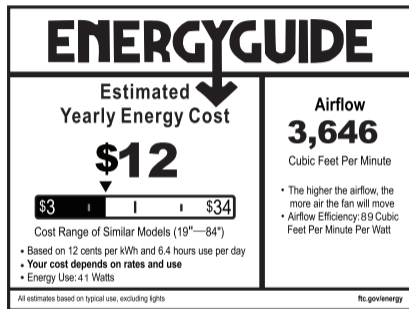 ENERGYGUIDE
Estimated
Yearly Energy Cost
$12
$3
$34
Cost Range of Similar Models (19"—84")
• Based on 12 cents per kWh and 6.4 hours use per day
• Your cost depends on rates and use
• Energy Use: 41 Watts
Airflow
3,646
Cubic Feet Per Minute
• The higher the airflow, the
more air the fan will move
• Airflow Efficiency: 89 Cubic
Feet Per Minute Per Watt
All estimates based on typical use, excluding lights
ftc.gov/energy